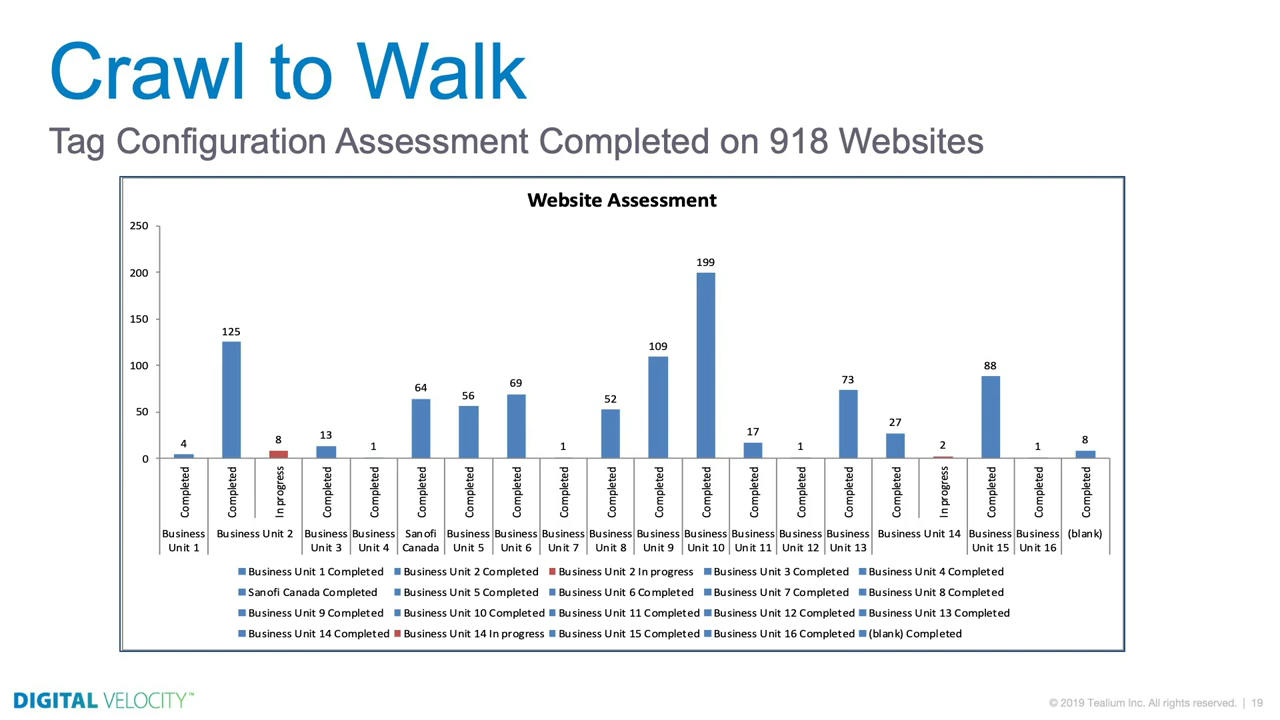 Crawl to Walk
Tag Configuration Assessment Completed on 918 Websites
Website Assessment
250
200
150
100
50
0
4
125
8
13
1
64
56
69
1
52
109
199
17
1
73
27
2
88
1
8
Completed
Completed
In progress
Completed
Completed
Completed
Completed
Completed
Completed
Completed
Completed
Completed
Completed
Completed
Completed
Completed
In progress
Completed
Completed
Completed
Business Unit 1
Business Unit 2
Business Unit 3
Business Unit 4
Sanofi Canada
Business Unit 5
Business Unit 6
Business Unit 7
Business Unit 8
Business Unit 9
Business Unit 10
Business Unit 11
Business Unit 12
Business Unit 13
Business Unit 14
Business Unit 15
Business Unit 16
(blank)
Business Unit 1 Completed Business Unit 2 Completed Business Unit 2 In progress Business Unit 3 Completed Business Unit 4 Completed
Sanofi Canada Completed Business Unit 5 Completed Business Unit 6 Completed Business Unit 7 Completed Business Unit 8 Completed
Business Unit 9 Completed Business Unit 10 Completed Business Unit 11 Completed Business Unit 12 Completed Business Unit 13 Completed
Business Unit 14 Completed Business Unit 14 In progress Business Unit 15 Completed Business Unit 16 Completed (blank) Completed
DIGITAL VELOCITY™
© 2019 Tealium Inc. All rights reserved. | 19